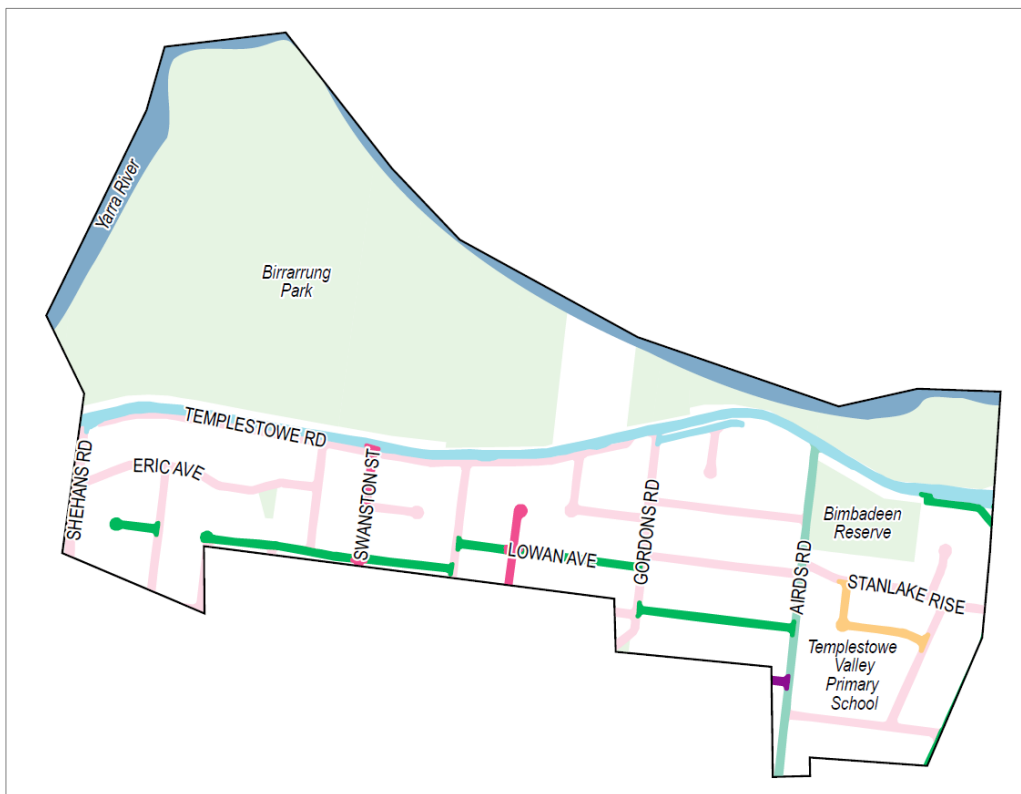 Yarra River
Birrarrung
Park
TEMPLESTOWE RD
SHEHANS RD
ERIC AVE
SWANSTON ST
LOWAN AVE
GORDONS RD
AIRDS RD
Bimbadeen
Reserve
STANLAKE RISE
Templestowe
Valley
Primary
School